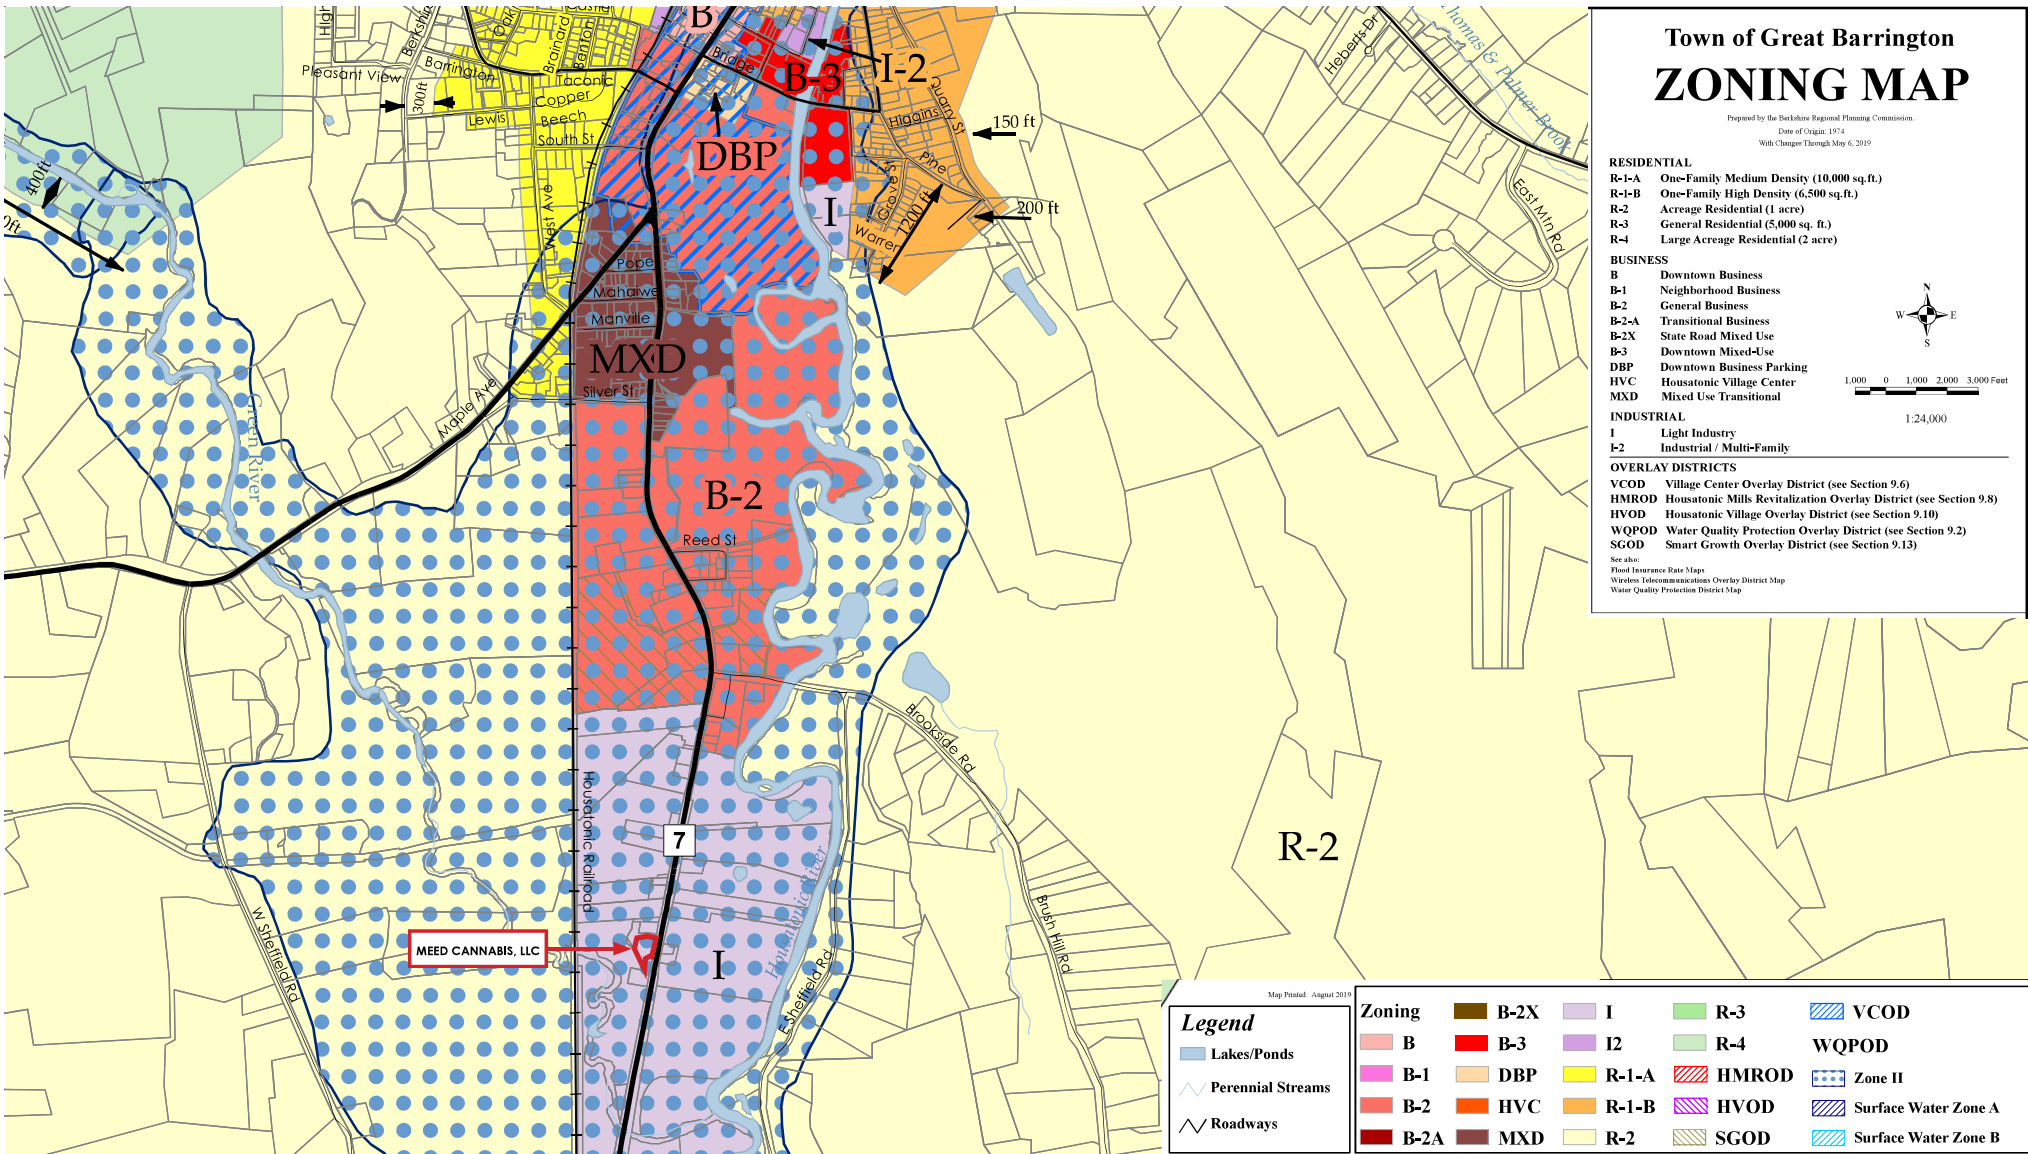 Town of Great Barrington
ZONING MAP
Prepared by the Berkshire Regional Planning Commission.
Date of Origin: 1974
With Changes Through May 6, 2019
RESIDENTIAL
R-1-A One-Family Medium Density (10,000 sq.ft.)
R-1-B One-Family High Density (6,500 sq.ft.)
R-2 Acreage Residential (1 acre)
R-3 General Residential (5,000 sq. ft.)
R-4 Large Acreage Residential (2 acre)
BUSINESS
B Downtown Business
B-1 Neighborhood Business
B-2 General Business
B-2-A Transitional Business
B-2X State Road Mixed Use
B-3 Downtown Mixed-Use
DBP Downtown Business Parking
HVC Housatonic Village Center
MXD Mixed Use Transitional
N
W E
S
1,000 0 1,000 2,000 3,000 Feet
1:24,000
INDUSTRIAL
I Light Industry
I-2 Industrial / Multi-Family
OVERLAY DISTRICTS
VCOD Village Center Overlay District (see Section 9.6)
HMROD Housatonic Mills Revitalization Overlay District (see Section 9.8)
HVOD Housatonic Village Overlay District (see Section 9.10)
WQPOD Water Quality Protection Overlay District (see Section 9.2)
SGOD Smart Growth Overlay District (see Section 9.13)
See also:
Flood Insurance Rate Maps
Wireless Telecommunications Overlay District Map
Water Quality Protection District Map
B
Bridge
B-3
I-2
Pleasant View
Barrington
Brainard
Benton
Taconic
300ft
Copper
Beech
Lewis
South St
West Ave
DBP
Quarry St
Higgins
150 ft
Pine
Grove St
1200 ft
200 ft
Warren
I
Heberts Dr
Thomas & Palmer Brook
East Mtn Rd
400ft
Pope
Mahaiwe
Manville
MXD
Silver St
Maple Ave
Green River
B-2
Reed St
Brookside Rd
Housatonic Railroad
7
Housatonic River
R-2
Brush Hill Rd
W Sheffield Rd
MEED CANNABIS, LLC
I
E Sheffield Rd
Map Printed: August 2019
Legend
Lakes/Ponds
Perennial Streams
Roadways
Zoning
B
B-1
B-2
B-2A
B-2X
B-3
DBP
HVC
MXD
I
I2
R-1-A
R-1-B
R-2
R-3
R-4
HMROD
HVOD
SGOD
VCOD
WQPOD
Zone II
Surface Water Zone A
Surface Water Zone B